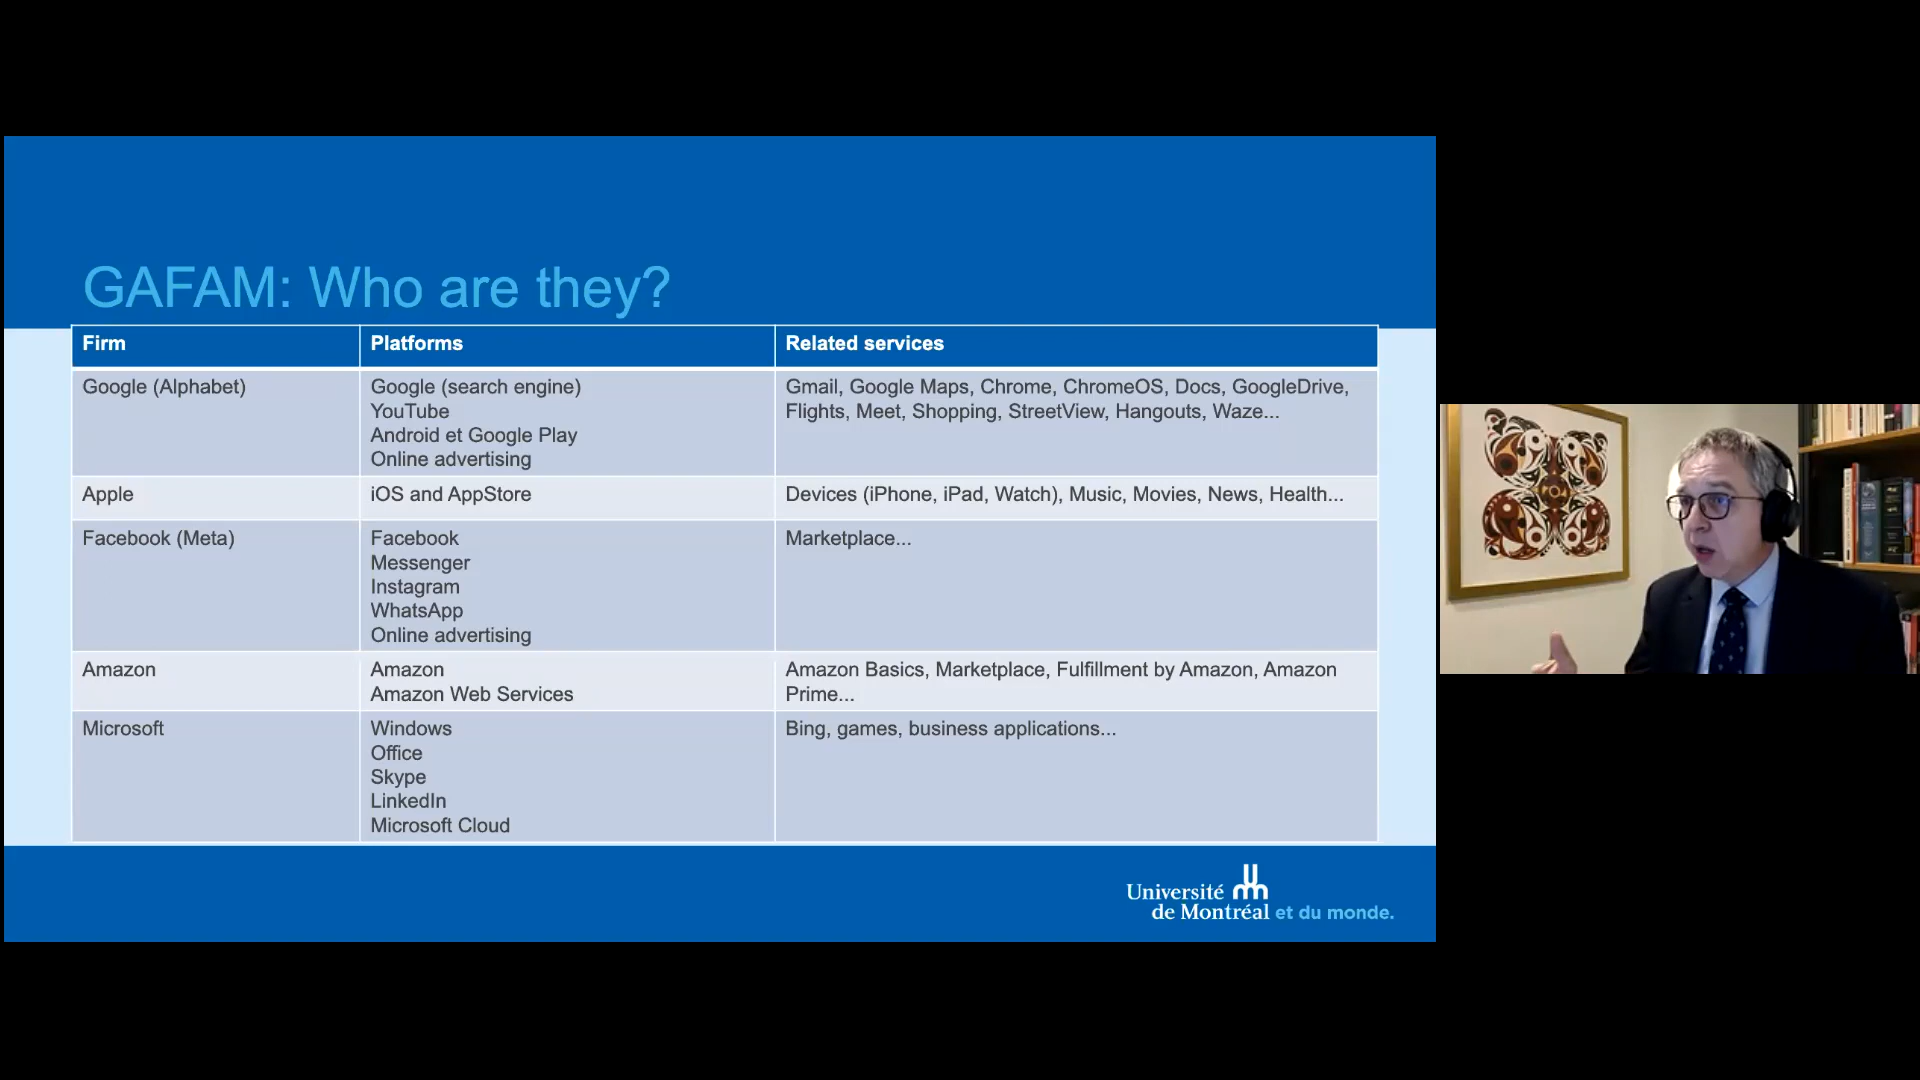 GAFAM: Who are they?
Firm
Platforms
Related services
Google (Alphabet)
Google (search engine)
YouTube
Android et Google Play
Online advertising
Gmail, Google Maps, Chrome, ChromeOS, Docs, GoogleDrive,
Flights, Meet, Shopping, StreetView, Hangouts, Waze...
Apple
iOS and AppStore
Devices (iPhone, iPad, Watch), Music, Movies, News, Health...
Facebook (Meta)
Facebook
Messenger
Instagram
WhatsApp
Online advertising
Marketplace...
Amazon
Amazon
Amazon Web Services
Amazon Basics, Marketplace, Fulfillment by Amazon, Amazon
Prime...
Microsoft
Windows
Office
Skype
LinkedIn
Microsoft Cloud
Bing, games, business applications...
Université
de Montréal et du monde.